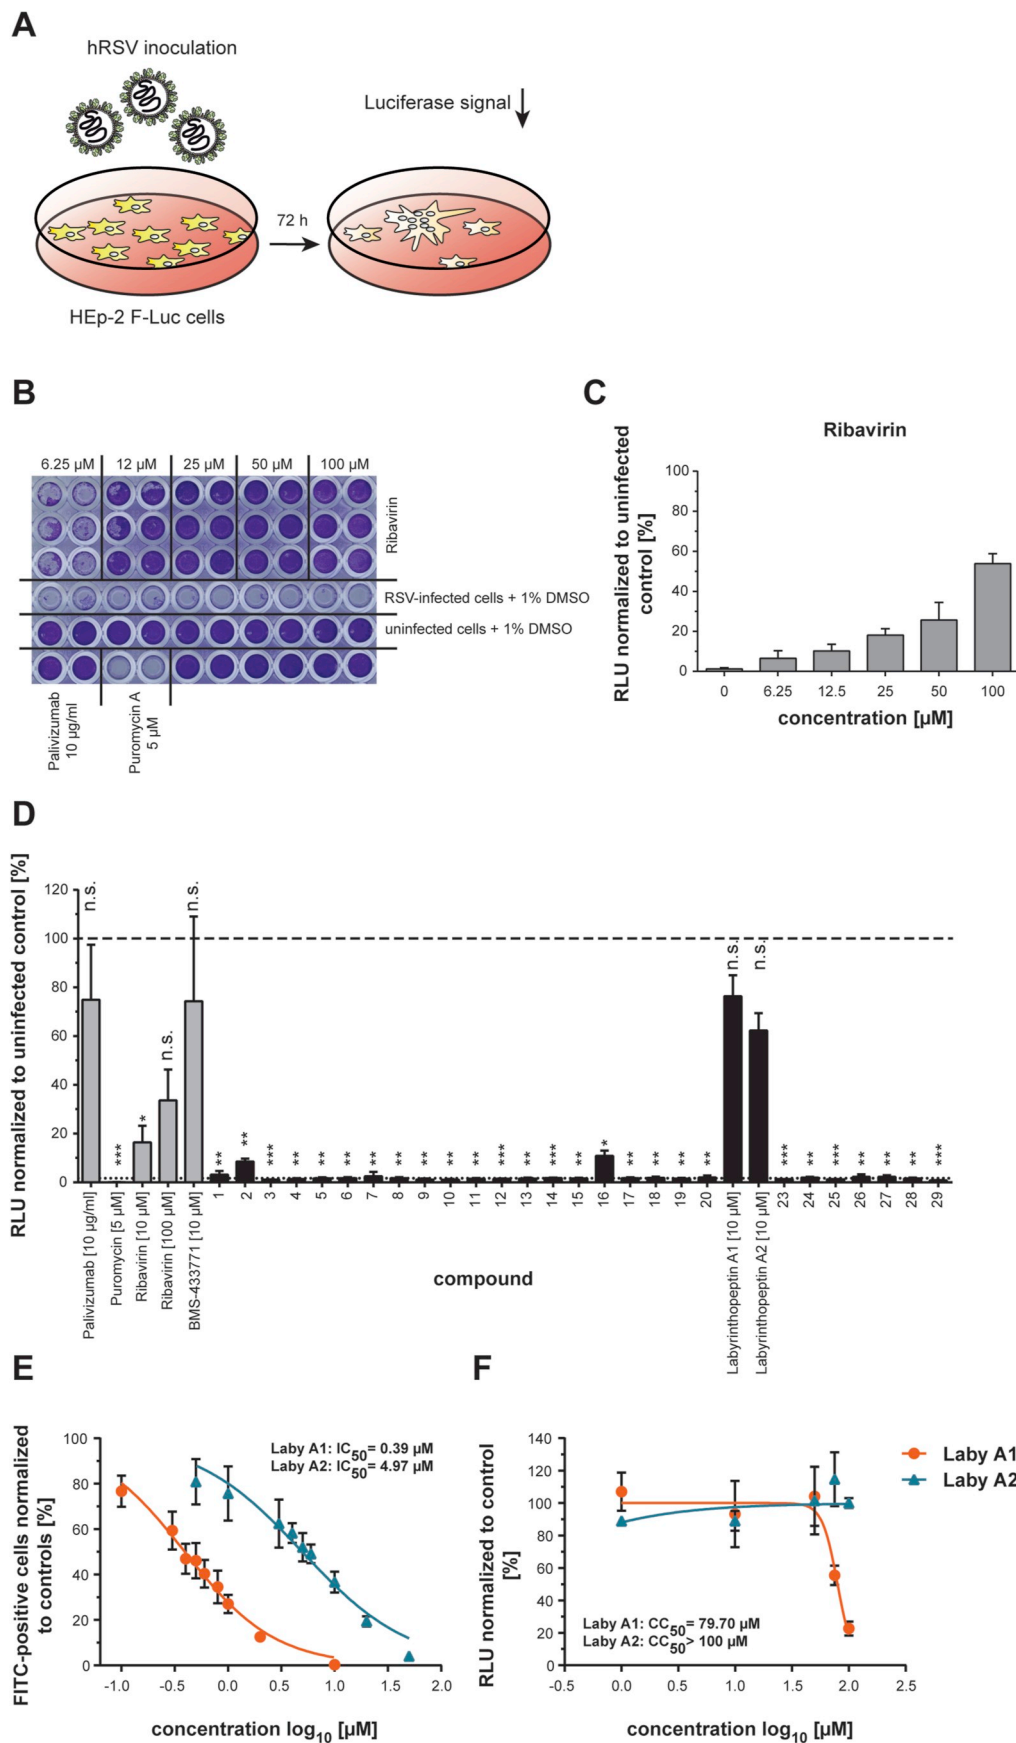 A
hRSV inoculation
Luciferase signal
72 h
HEp-2 F-Luc cells
B
6.25 µM 12 µM 25 µM 50 µM 100 µM
Ribavirin
RSV-infected cells + 1% DMSO
uninfected cells + 1% DMSO
Palivizumab
10 µg/ml
Puromycin A
5 µM
C
Ribavirin
RLU normalized to uninfected
control [%]
100
80
60
40
20
0
0 6.25 12.5 25 50 100
concentration [µM]
D
RLU normalized to uninfected control [%]
120
100
80
60
40
20
0
n.s. *** * n.s. n.s. ** ** *** ** ** ** ** ** ** ** ** *** ** *** ** * ** ** ** ** n.s. n.s. *** ** *** ** ** ** ***
Palivizumab [10 µg/ml]
Puromycin [5 µM]
Ribavirin [10 µM]
Ribavirin [100 µM]
BMS-433771 [10 µM]
1 2 3 4 5 6 7 8 9 10 11 12 13 14 15 16 17 18 19 20
Labyrinthopeptin A1 [10 µM]
Labyrinthopeptin A2 [10 µM]
23 24 25 26 27 28 29
compound
E
FITC-positive cells normalized
to controls [%]
100
80
60
40
20
0
Laby A1: IC50= 0.39 µM
Laby A2: IC50= 4.97 µM
-1.0 -0.5 0.0 0.5 1.0 1.5 2.0
concentration log10 [µM]
F
RLU normalized to control
[%]
140
120
100
80
60
40
20
0
Laby A1: CC50= 79.70 µM
Laby A2: CC50> 100 µM
-0.5 0.0 0.5 1.0 1.5 2.0 2.5
concentration log10 [µM]
Laby A1
Laby A2